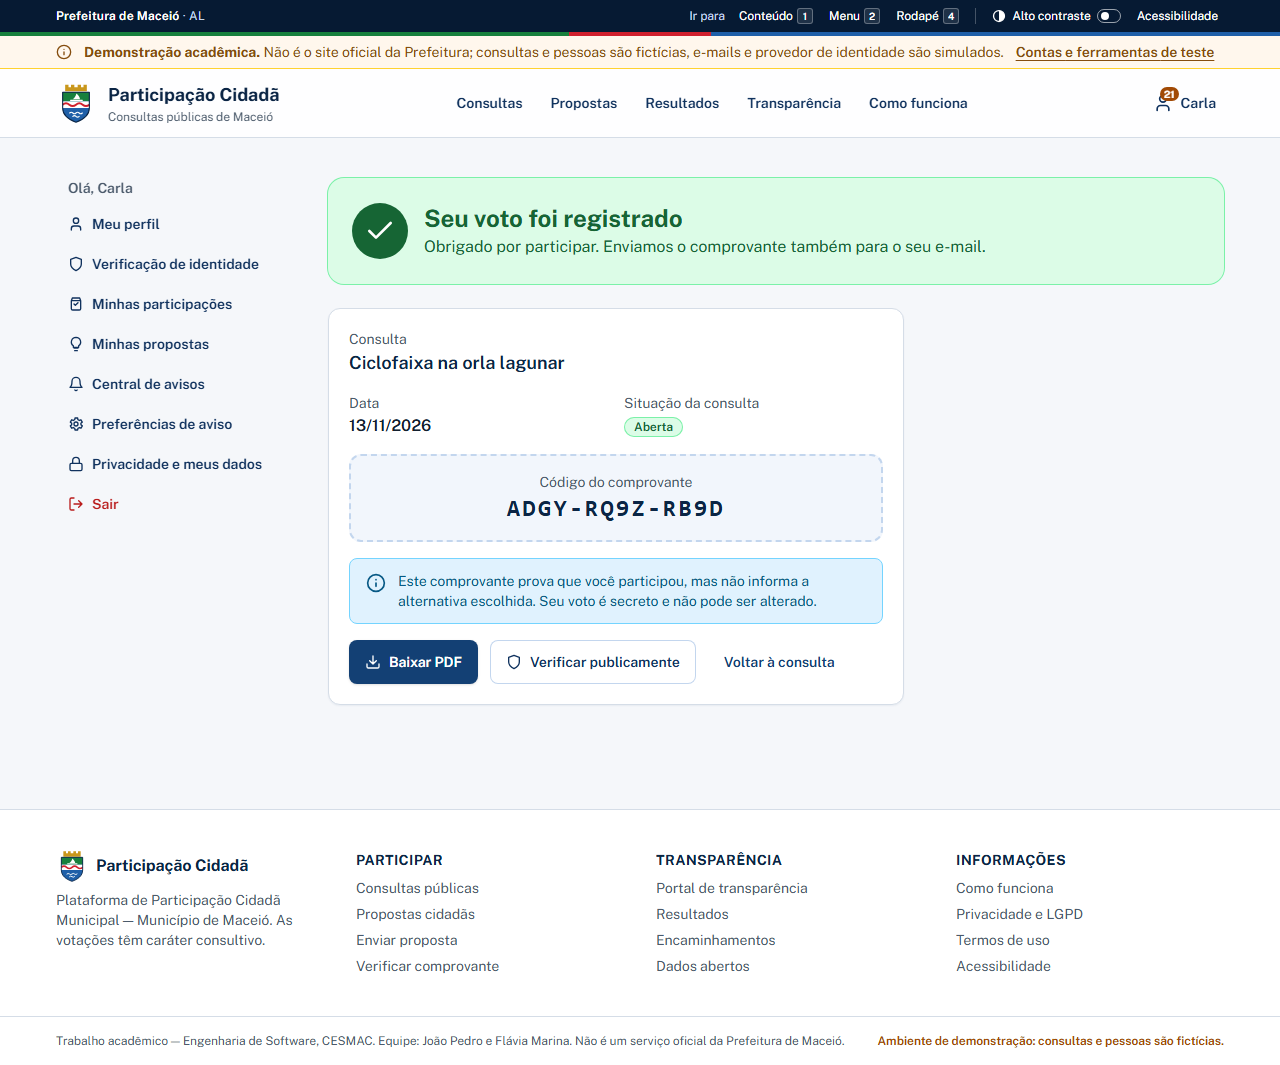 Prefeitura de Maceió · AL
Ir para Conteúdo 1 Menu 2 Rodapé 4 Alto contraste Acessibilidade
Demonstração acadêmica. Não é o site oficial da Prefeitura; consultas e pessoas são fictícias, e-mails e provedor de identidade são simulados. Contas e ferramentas de teste
Participação Cidadã
Consultas públicas de Maceió
Consultas Propostas Resultados Transparência Como funciona
21 Carla
Olá, Carla
Meu perfil
Verificação de identidade
Minhas participações
Minhas propostas
Central de avisos
Preferências de aviso
Privacidade e meus dados
Sair
Seu voto foi registrado
Obrigado por participar. Enviamos o comprovante também para o seu e-mail.
Consulta
Ciclofaixa na orla lagunar
Data
13/11/2026
Situação da consulta
Aberta
Código do comprovante
ADGY-RQ9Z-RB9D
Este comprovante prova que você participou, mas não informa a
alternativa escolhida. Seu voto é secreto e não pode ser alterado.
Baixar PDF Verificar publicamente Voltar à consulta
Participação Cidadã
Plataforma de Participação Cidadã
Municipal — Município de Maceió. As
votações têm caráter consultivo.
PARTICIPAR
Consultas públicas
Propostas cidadãs
Enviar proposta
Verificar comprovante
TRANSPARÊNCIA
Portal de transparência
Resultados
Encaminhamentos
Dados abertos
INFORMAÇÕES
Como funciona
Privacidade e LGPD
Termos de uso
Acessibilidade
Trabalho acadêmico — Engenharia de Software, CESMAC. Equipe: João Pedro e Flávia Marina. Não é um serviço oficial da Prefeitura de Maceió.
Ambiente de demonstração: consultas e pessoas são fictícias.